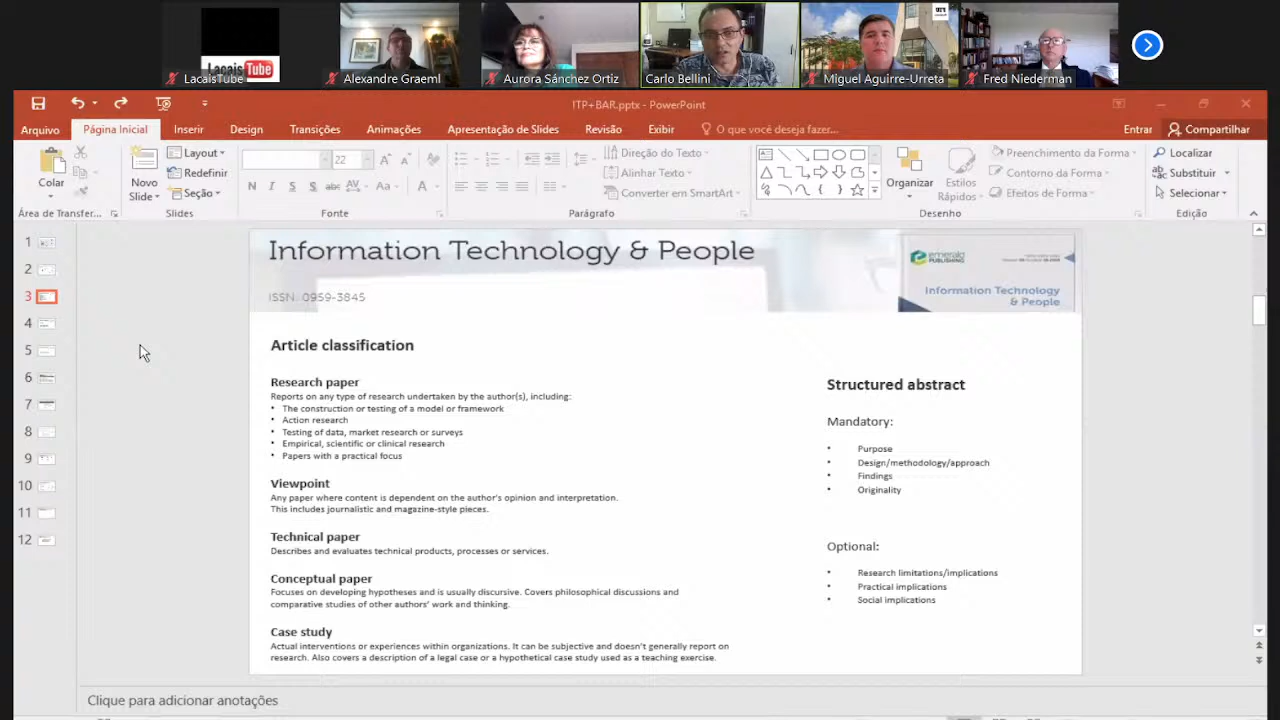 Lacais Tube
LacaisTube
Alexandre Graeml
Aurora Sánchez Ortiz
Carlo Bellini
Miguel Aguirre-Urreta
Fred Niederman
ITP+BAR.pptx - PowerPoint
Arquivo
Página Inicial
Inserir
Design
Transições
Animações
Apresentação de Slides
Revisão
Exibir
O que você deseja fazer...
Entrar
Compartilhar
Colar
Novo
Slide
Layout
Redefinir
Seção
22
N I S S abc AV Aa A
Direção do Texto
Alinhar Texto
Converter em SmartArt
Organizar
Estilos
Rápidos
Preenchimento da Forma
Contorno da Forma
Efeitos de Forma
Localizar
Substituir
Selecionar
Área de Transfer...
Slides
Fonte
Parágrafo
Desenho
Edição
1
2
3
4
5
6
7
8
9
10
11
12
Information Technology & People
ISSN: 0959-3845
emerald
PUBLISHING
Information Technology
& People
Article classification
Research paper
Reports on any type of research undertaken by the author(s), including:
• The construction or testing of a model or framework
• Action research
• Testing of data, market research or surveys
• Empirical, scientific or clinical research
• Papers with a practical focus
Viewpoint
Any paper where content is dependent on the author's opinion and interpretation.
This includes journalistic and magazine-style pieces.
Technical paper
Describes and evaluates technical products, processes or services.
Conceptual paper
Focuses on developing hypotheses and is usually discursive. Covers philosophical discussions and
comparative studies of other authors' work and thinking.
Case study
Actual interventions or experiences within organizations. It can be subjective and doesn't generally report on
research. Also covers a description of a legal case or a hypothetical case study used as a teaching exercise.
Structured abstract
Mandatory:
• Purpose
• Design/methodology/approach
• Findings
• Originality
Optional:
• Research limitations/implications
• Practical implications
• Social implications
Clique para adicionar anotações